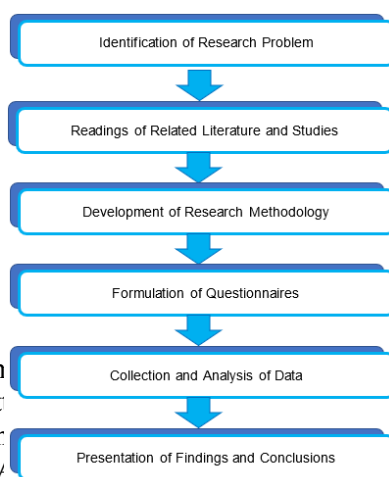 Identification of Research Problem
Readings of Related Literature and Studies
Development of Research Methodology
Formulation of Questionnaires
Collection and Analysis of Data
Presentation of Findings and Conclusions